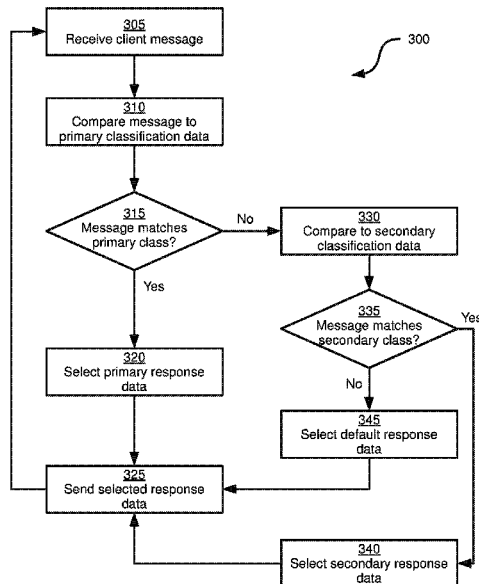 305
Receive client message
300
310
Compare message to
primary classification data
315
Message matches
primary class?
No
Yes
330
Compare to secondary
classification data
335
Message matches
secondary class?
Yes
No
320
Select primary response
data
345
Select default response
data
325
Send selected response
data
340
Select secondary response
data